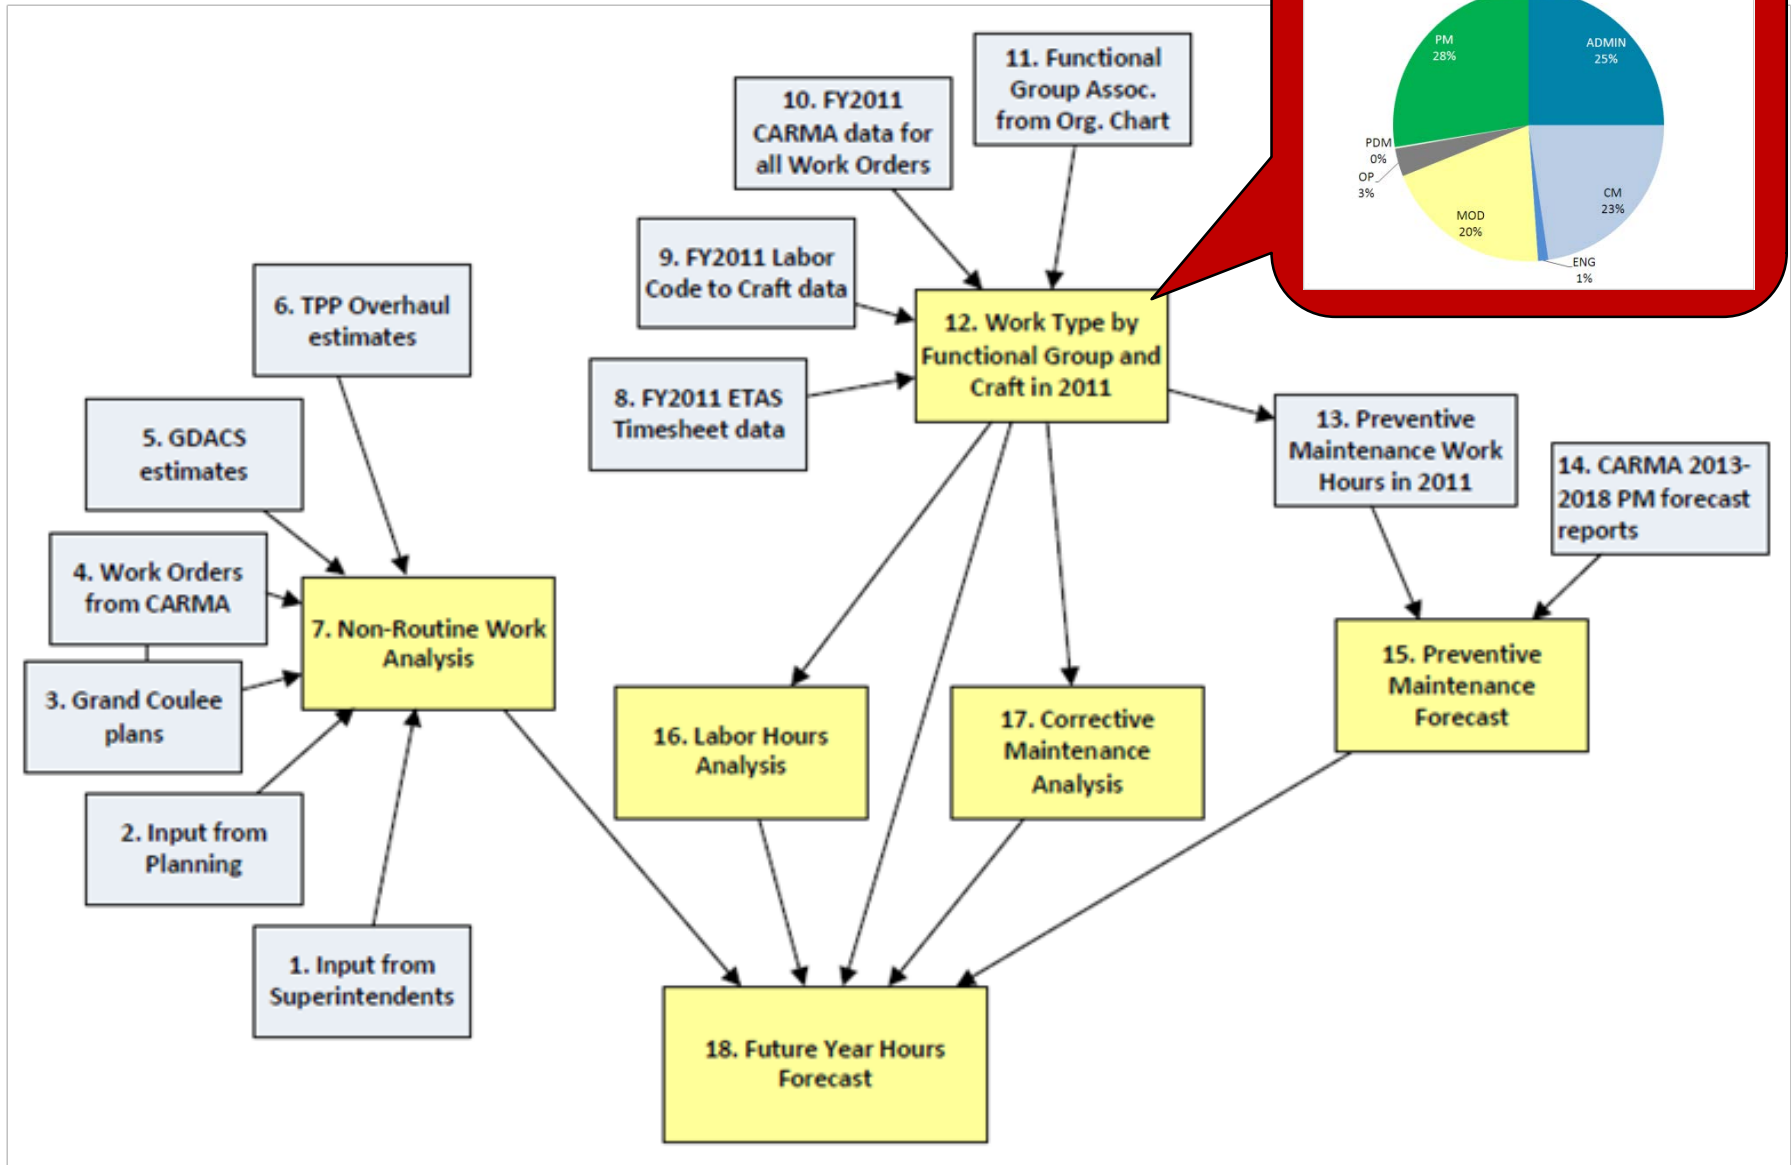 PM
28%
ADMIN
25%
PDM
0%
OP
3%
CM
23%
MOD
20%
ENG
1%
11. Functional
Group Assoc.
from Org. Chart
10. FY2011
CARMA data for
all Work Orders
9. FY2011 Labor
Code to Craft data
8. FY2011 ETAS
Timesheet data
12. Work Type by
Functional Group and
Craft in 2011
6. TPP Overhaul
estimates
5. GDACS
estimates
4. Work Orders
from CARMA
3. Grand Coulee
plans
2. Input from
Planning
1. Input from
Superintendents
7. Non-Routine Work
Analysis
13. Preventive
Maintenance Work
Hours in 2011
14. CARMA 2013-
2018 PM forecast
reports
15. Preventive
Maintenance
Forecast
16. Labor Hours
Analysis
17. Corrective
Maintenance
Analysis
18. Future Year Hours
Forecast